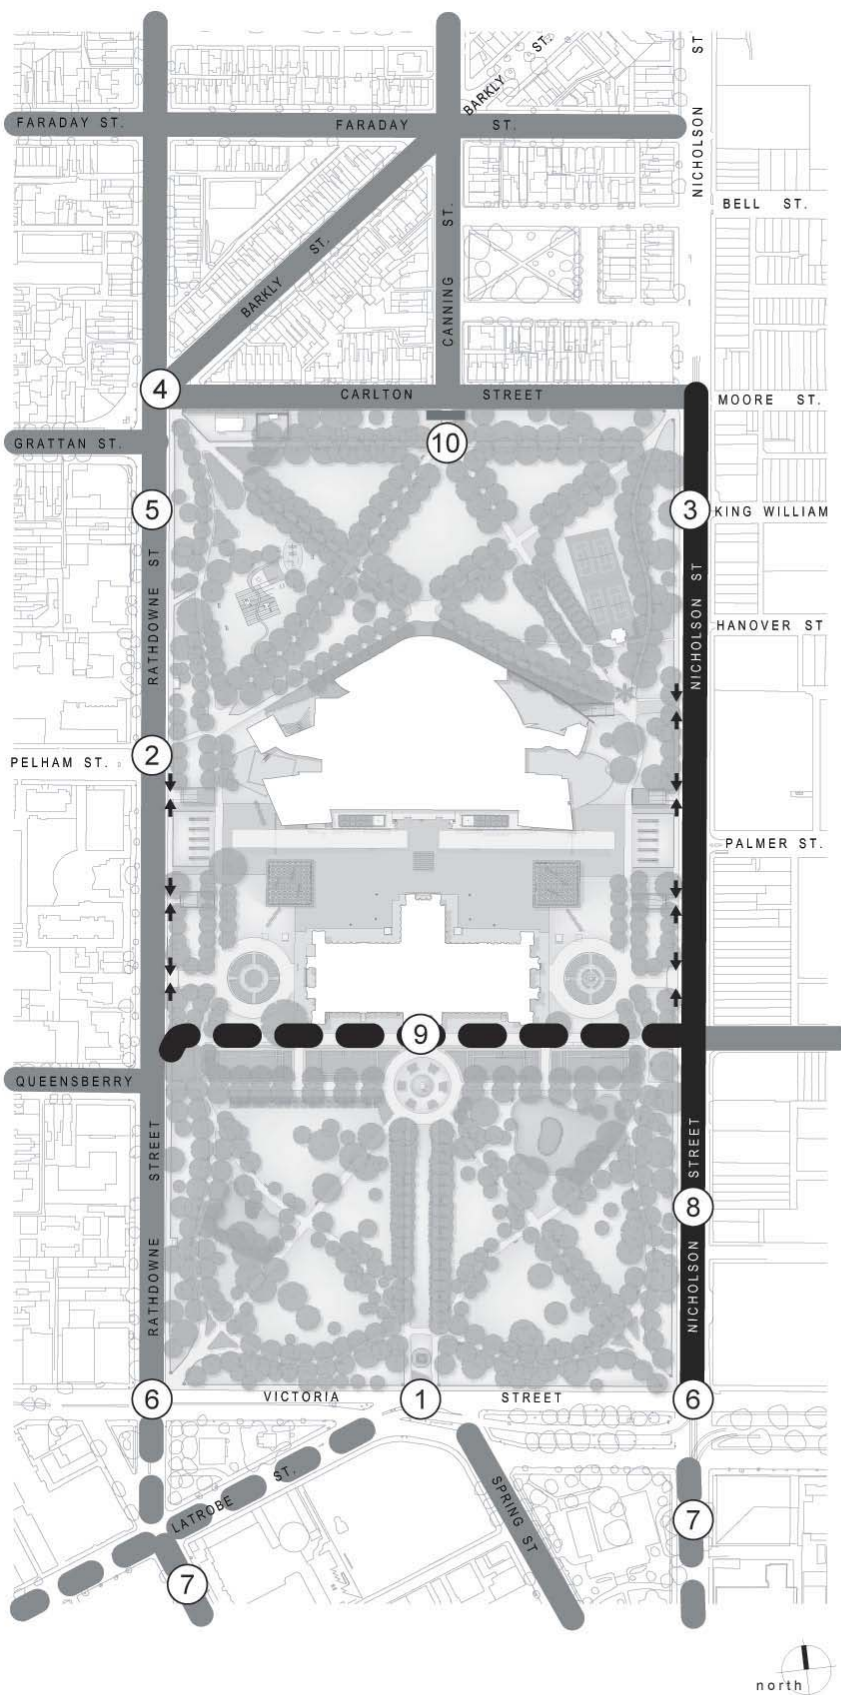 BARKLY ST.
NICHOLSON ST
FARADAY ST.
FARADAY ST.
BELL ST.
BARKLY ST.
CANNING ST.
4
CARLTON STREET
MOORE ST.
GRATTAN ST.
10
5
3
KING WILLIAM
RATHDOWNE ST
NICHOLSON ST
HANOVER ST
2
PELHAM ST.
PALMER ST.
9
QUEENSBERRY
RATHDOWNE STREET
NICHOLSON STREET
8
6
VICTORIA STREET
1
6
LATROBE ST.
SPRING ST
7
7
north